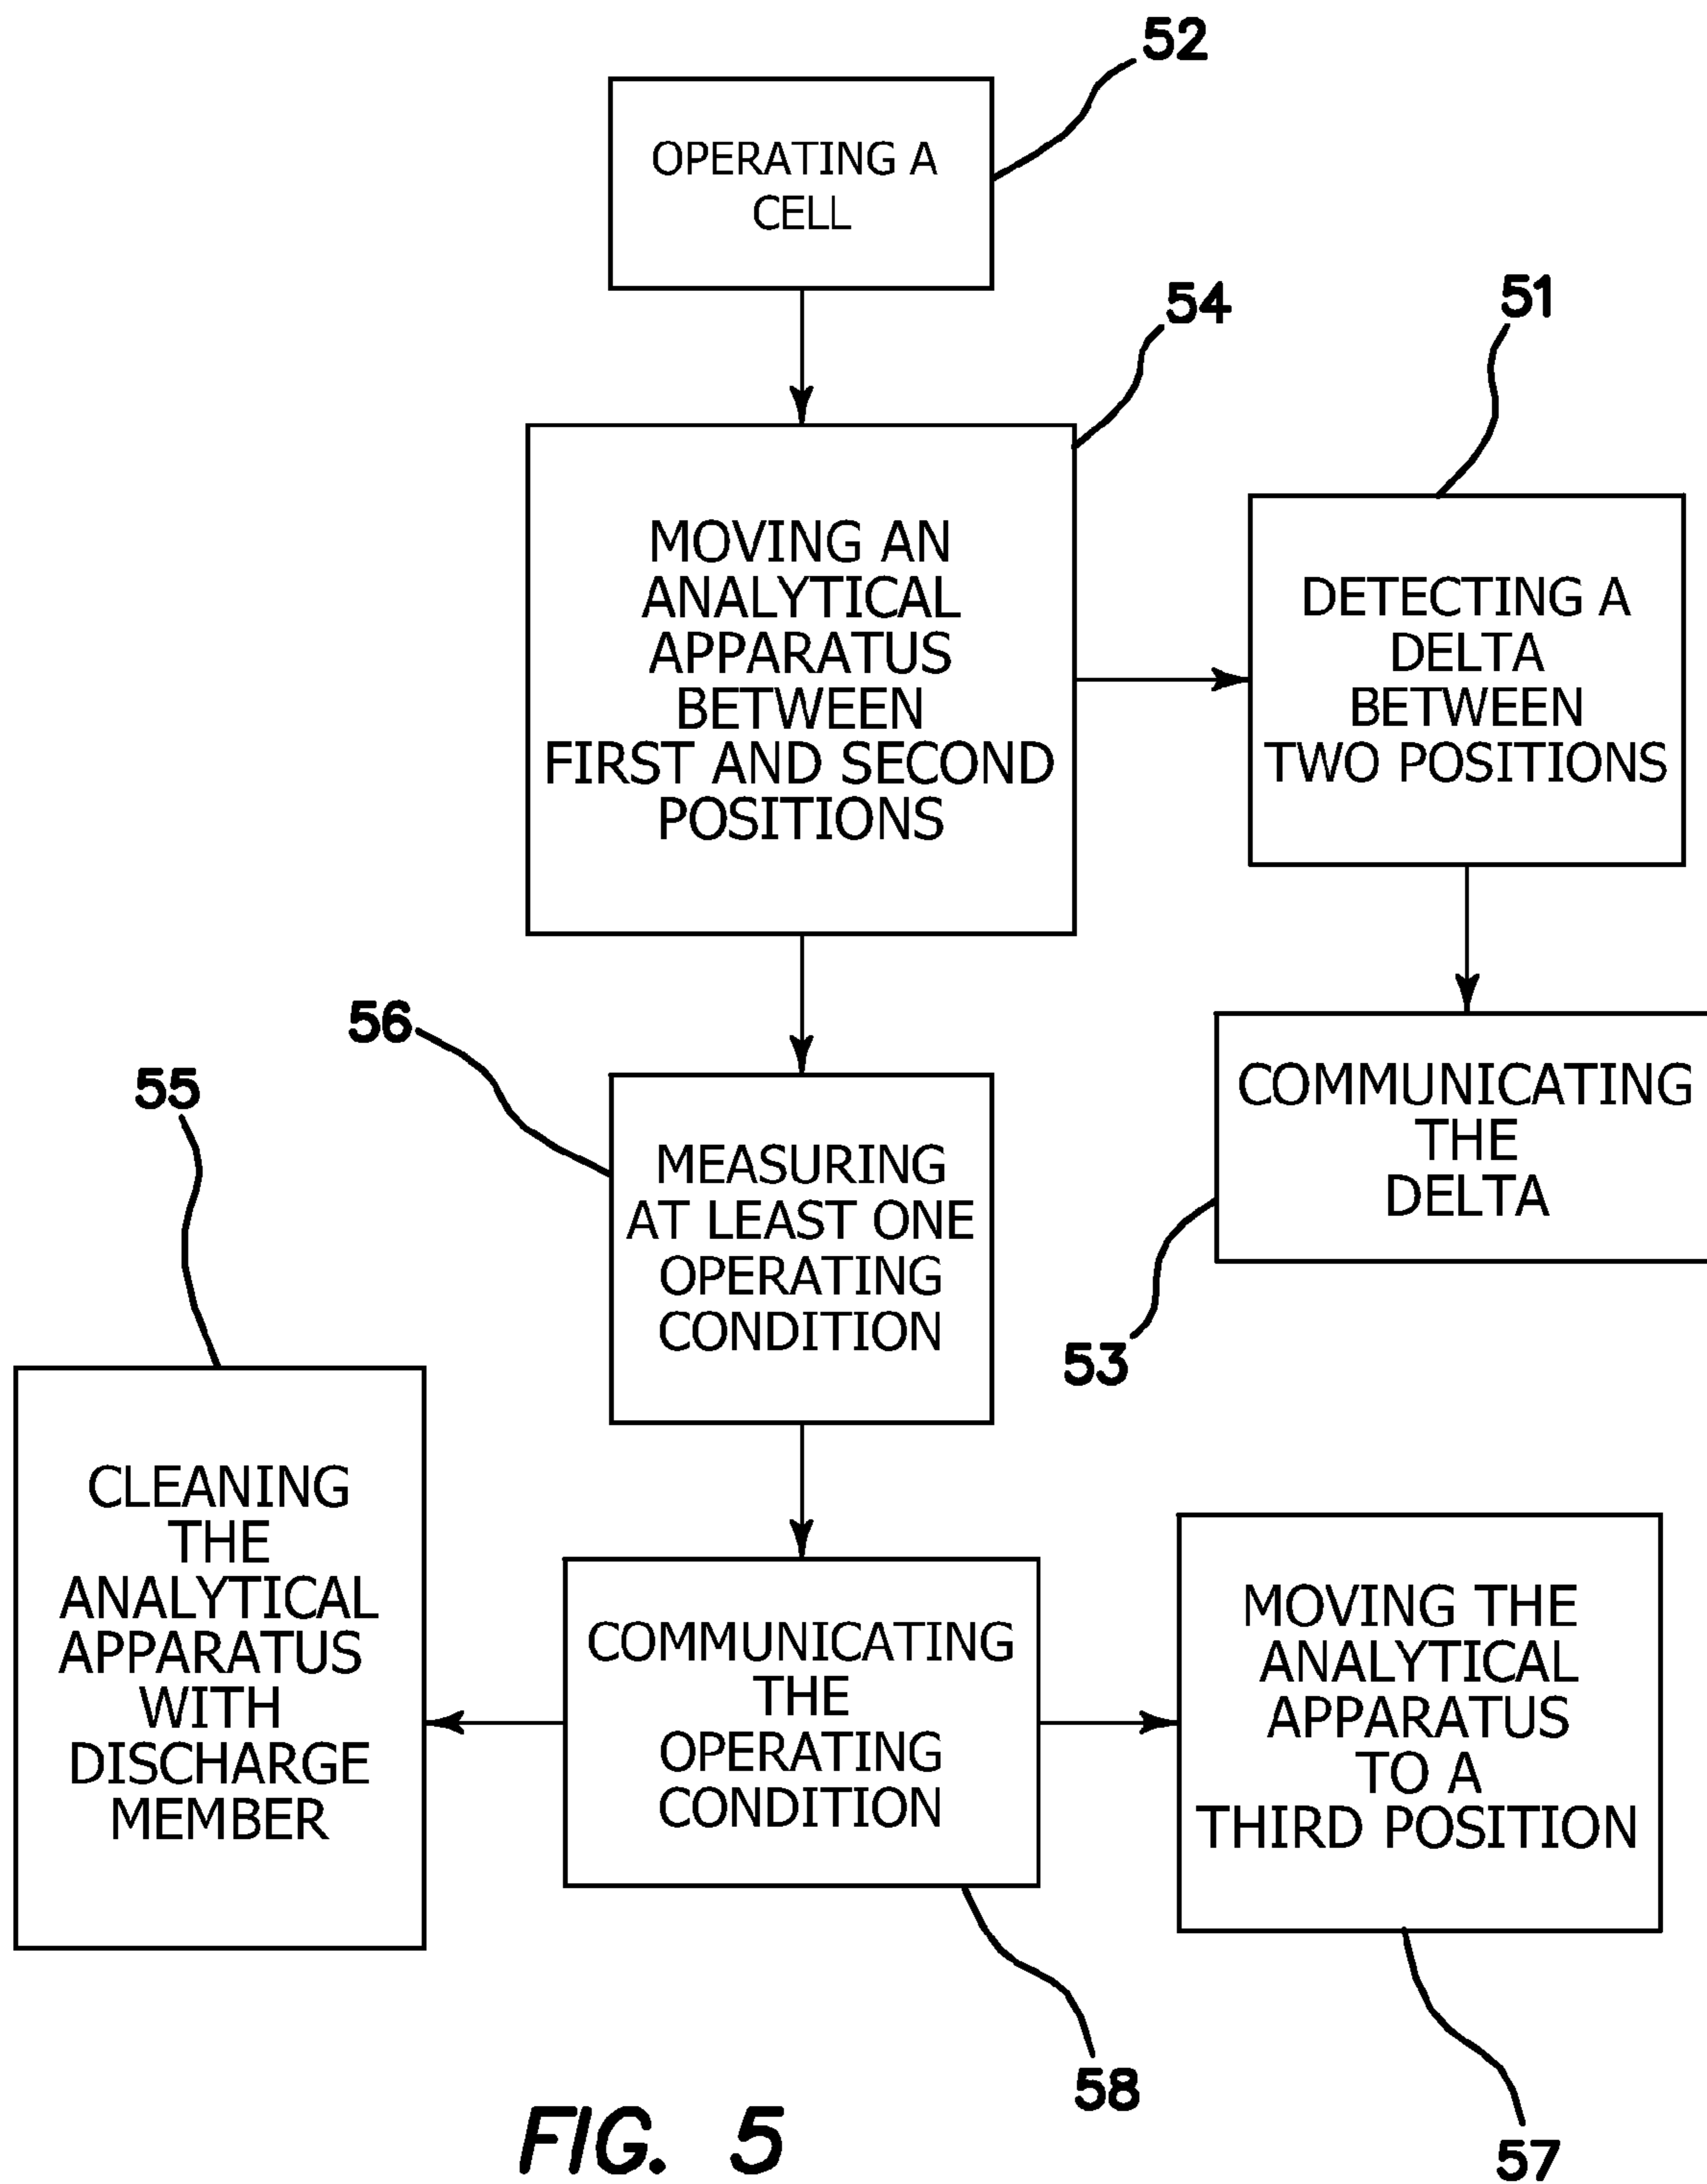 52
OPERATING A
CELL
54
MOVING AN
ANALYTICAL
APPARATUS
BETWEEN
FIRST AND SECOND
POSITIONS
51
DETECTING A
DELTA
BETWEEN
TWO POSITIONS
COMMUNICATING
THE
DELTA
53
56
MEASURING
AT LEAST ONE
OPERATING
CONDITION
55
CLEANING
THE
ANALYTICAL
APPARATUS
WITH
DISCHARGE
MEMBER
COMMUNICATING
THE
OPERATING
CONDITION
58
MOVING THE
ANALYTICAL
APPARATUS
TO A
THIRD POSITION
57
FIG. 5